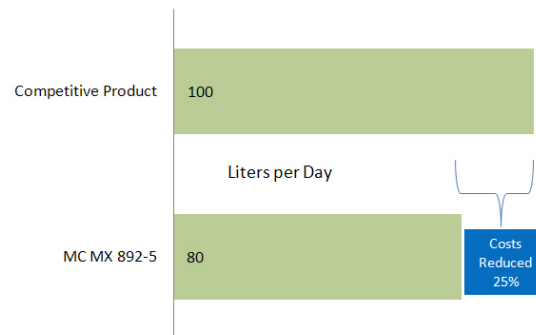 Competitive Product
100
Liters per Day
MC MX 892-5
80
Costs
Reduced
25%